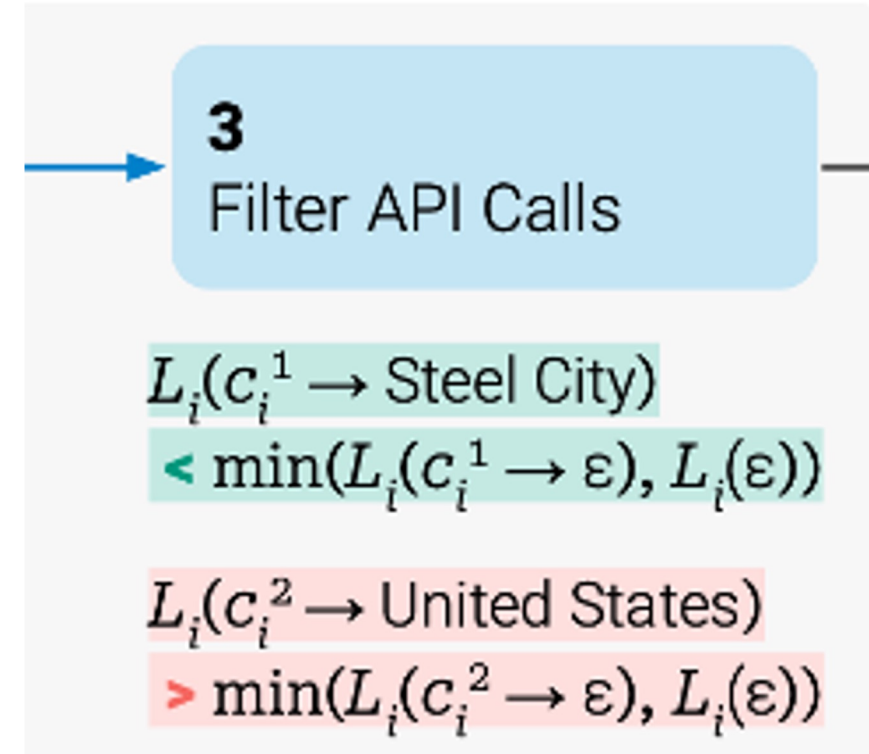 3
Filter API Calls
Lᵢ(cᵢ¹ → Steel City)
< min(Lᵢ(cᵢ¹ → ε), Lᵢ(ε))
Lᵢ(cᵢ² → United States)
> min(Lᵢ(cᵢ² → ε), Lᵢ(ε))